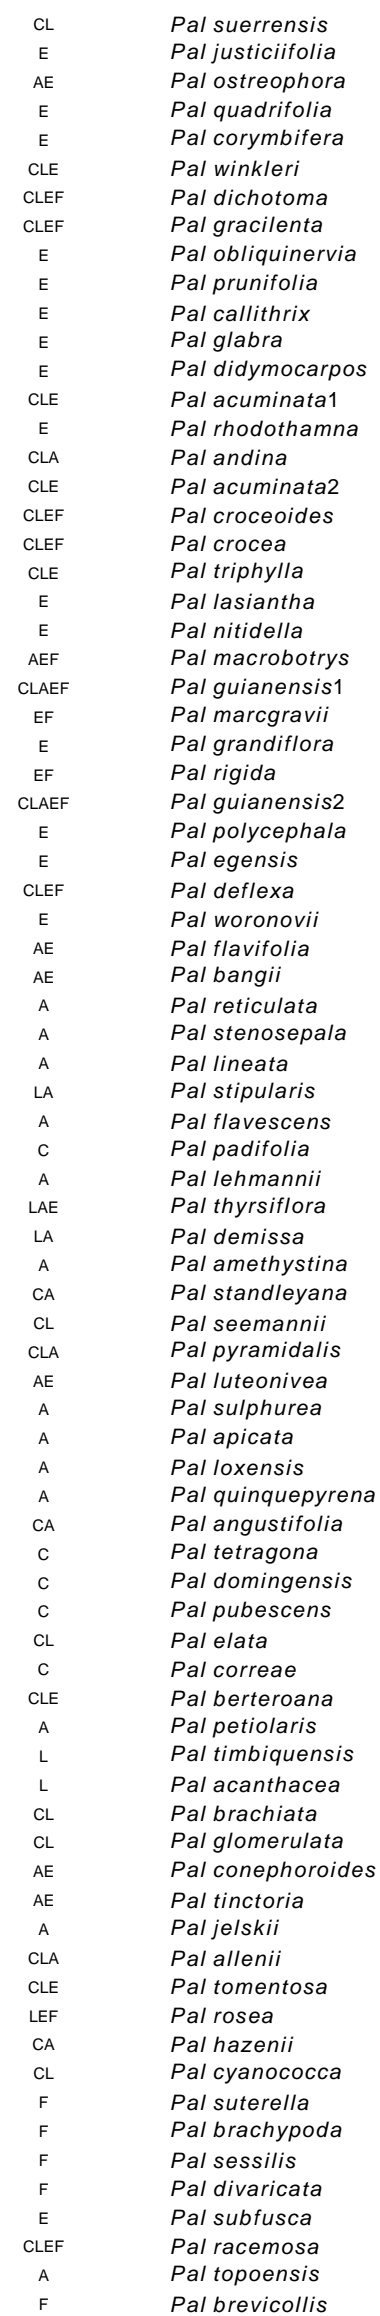 CL Pal suerrensis
E Pal justiciifolia
AE Pal ostreophora
E Pal quadrifolia
E Pal corymbifera
CLE Pal winkleri
CLEF Pal dichotoma
CLEF Pal gracilenta
E Pal obliquinervia
E Pal prunifolia
E Pal callithrix
E Pal glabra
E Pal didymocarpos
CLE Pal acuminata1
E Pal rhodothamna
CLA Pal andina
CLE Pal acuminata2
CLEF Pal croceoides
CLEF Pal crocea
CLE Pal triphylla
E Pal lasiantha
E Pal nitidella
AEF Pal macrobotrys
CLAEF Pal guianensis1
EF Pal marcgravii
E Pal grandiflora
EF Pal rigida
CLAEF Pal guianensis2
E Pal polycephala
E Pal egensis
CLEF Pal deflexa
E Pal woronovii
AE Pal flavifolia
AE Pal bangii
A Pal reticulata
A Pal stenosepala
A Pal lineata
LA Pal stipularis
A Pal flavescens
C Pal padifolia
A Pal lehmannii
LAE Pal thyrsiflora
LA Pal demissa
A Pal amethystina
CA Pal standleyana
CL Pal seemannii
CLA Pal pyramidalis
AE Pal luteonivea
A Pal sulphurea
A Pal apicata
A Pal loxensis
A Pal quinquepyrena
CA Pal angustifolia
C Pal tetragona
C Pal domingensis
C Pal pubescens
CL Pal elata
C Pal correae
CLE Pal berteroana
A Pal petiolaris
L Pal timbiquensis
L Pal acanthacea
CL Pal brachiata
CL Pal glomerulata
AE Pal conephoroides
AE Pal tinctoria
A Pal jelskii
CLA Pal allenii
CLE Pal tomentosa
LEF Pal rosea
CA Pal hazenii
CL Pal cyanococca
F Pal suterella
F Pal brachypoda
F Pal sessilis
F Pal divaricata
E Pal subfusca
CLEF Pal racemosa
A Pal topoensis
F Pal brevicollis